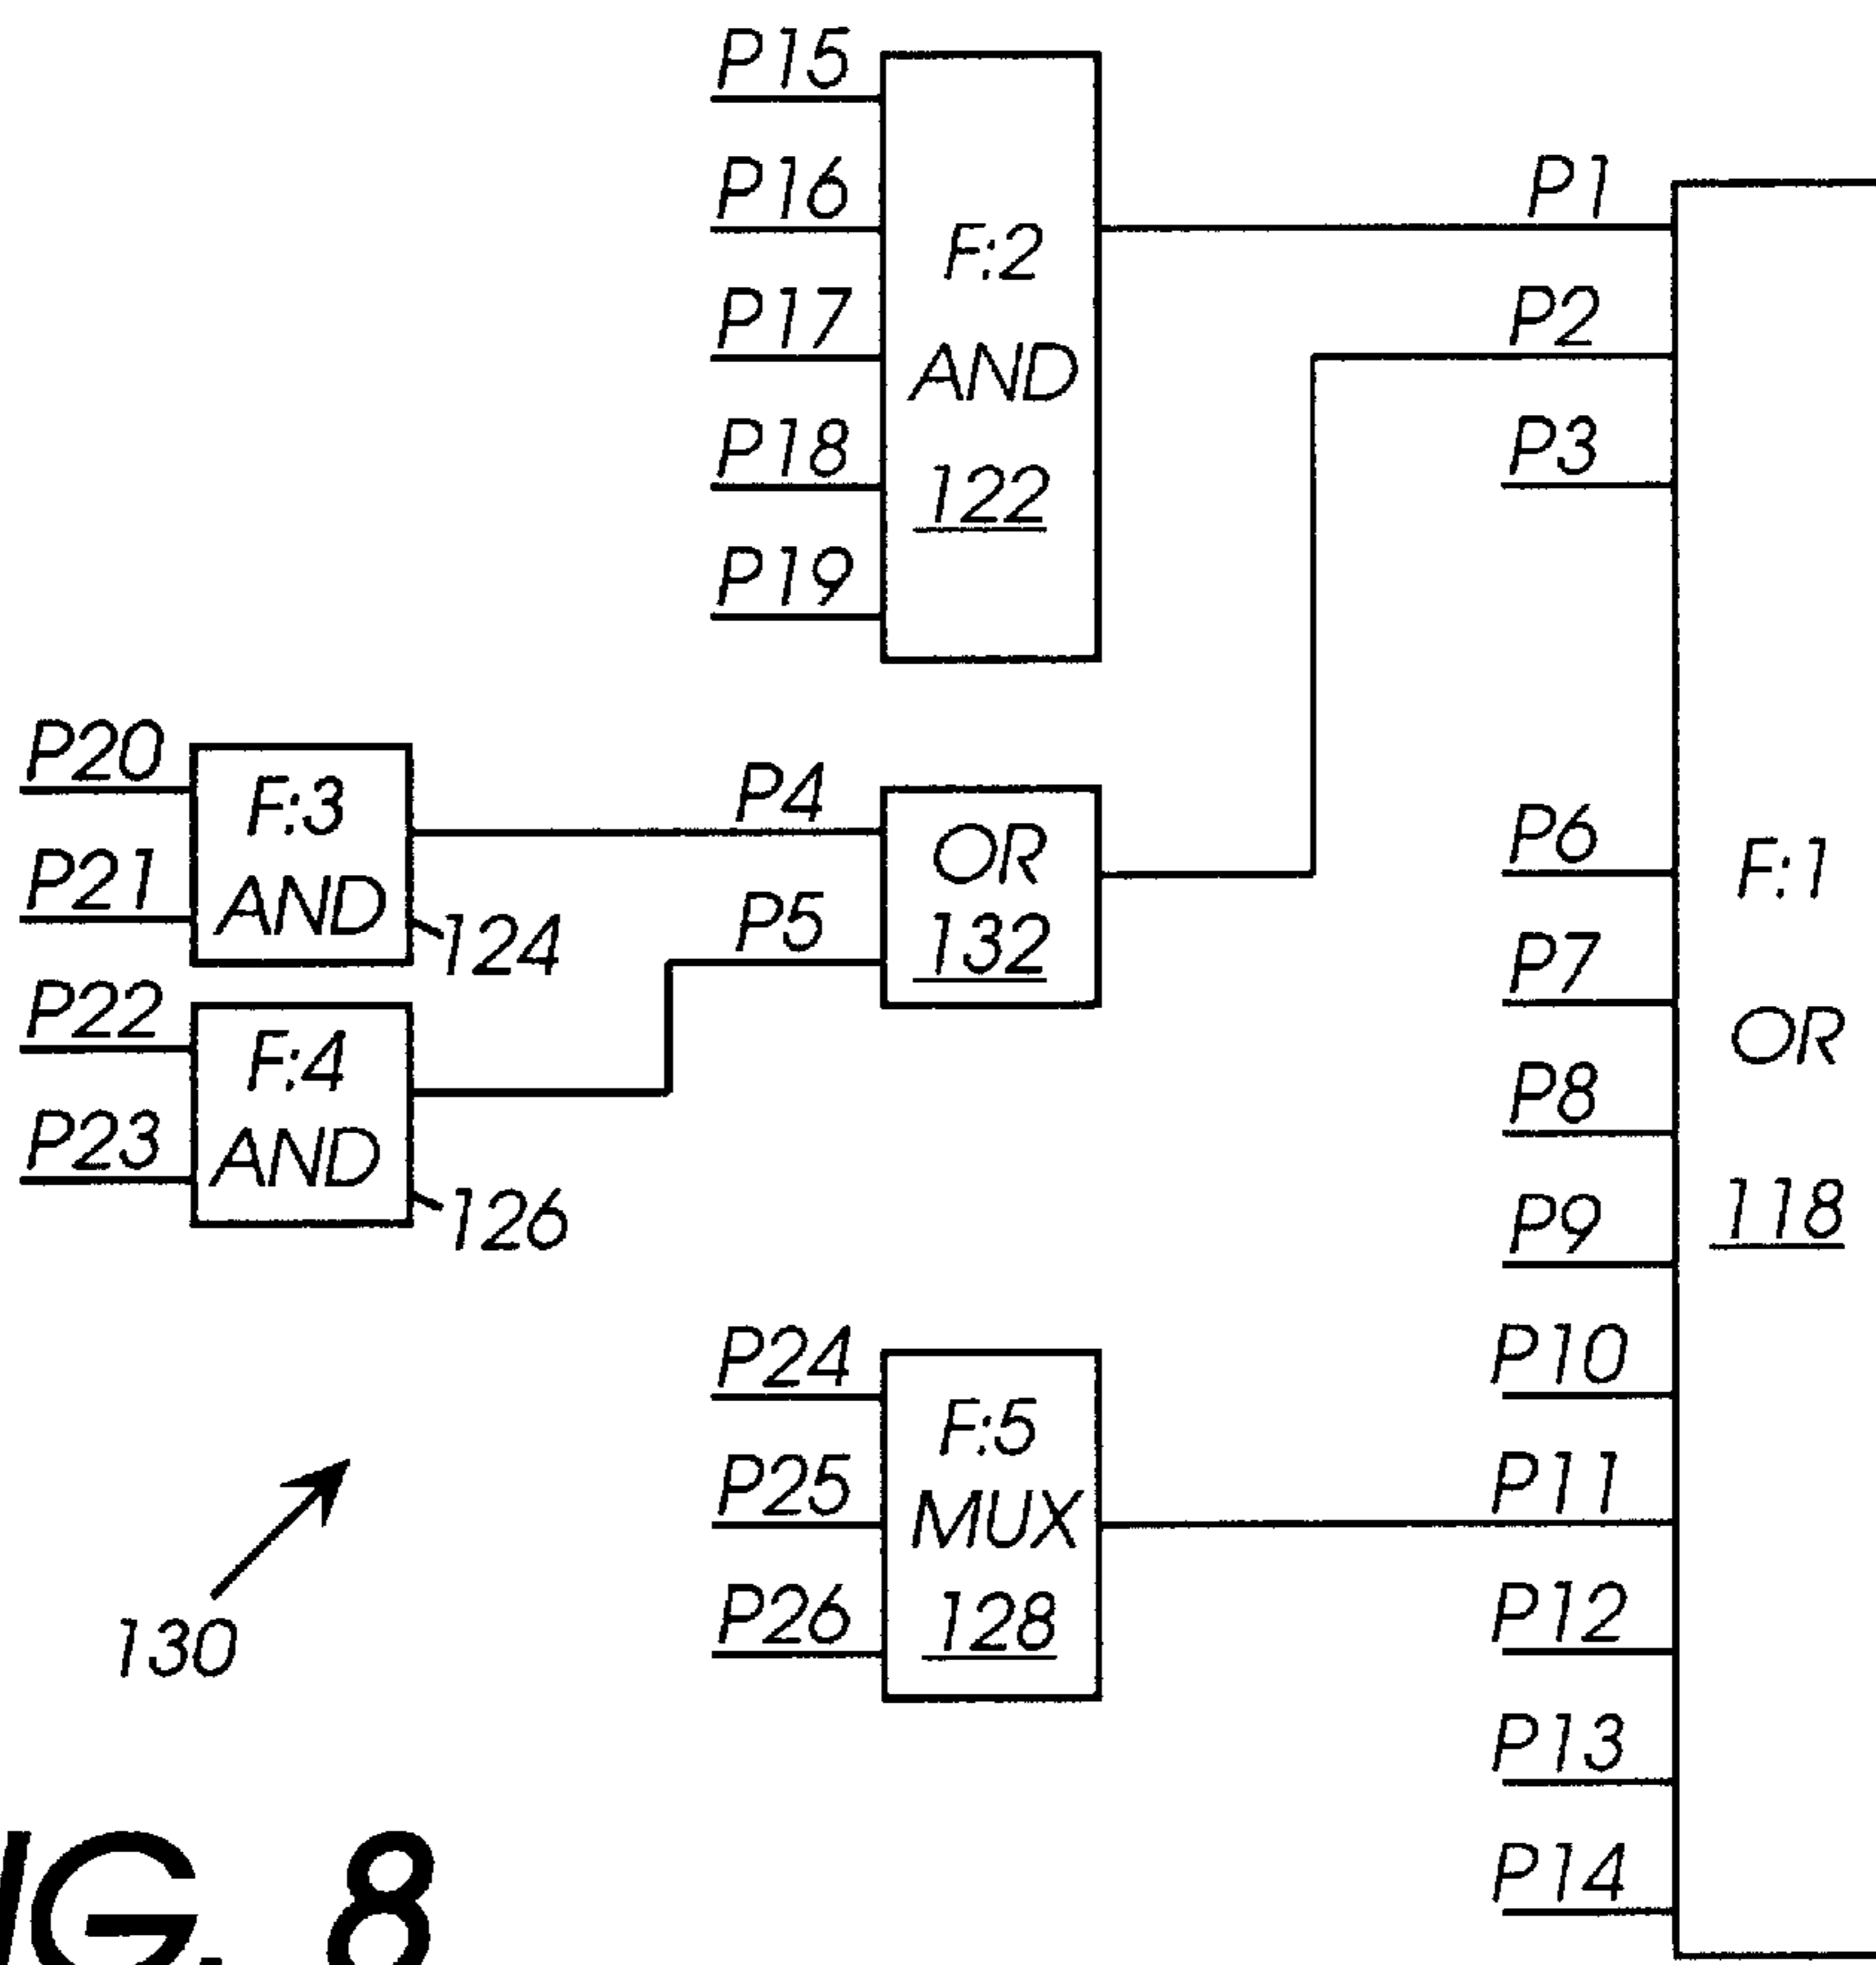 P15
P16
P17
P18
P19
F:2
AND
122
P1
P2
P3
P20
P21
F:3
AND
124
P22
P23
F:4
AND
126
P4
P5
OR
132
P6
P7
P8
P9
P10
P11
P12
P13
P14
F:1
OR
118
P24
P25
P26
F:5
MUX
128
130
IG. 8